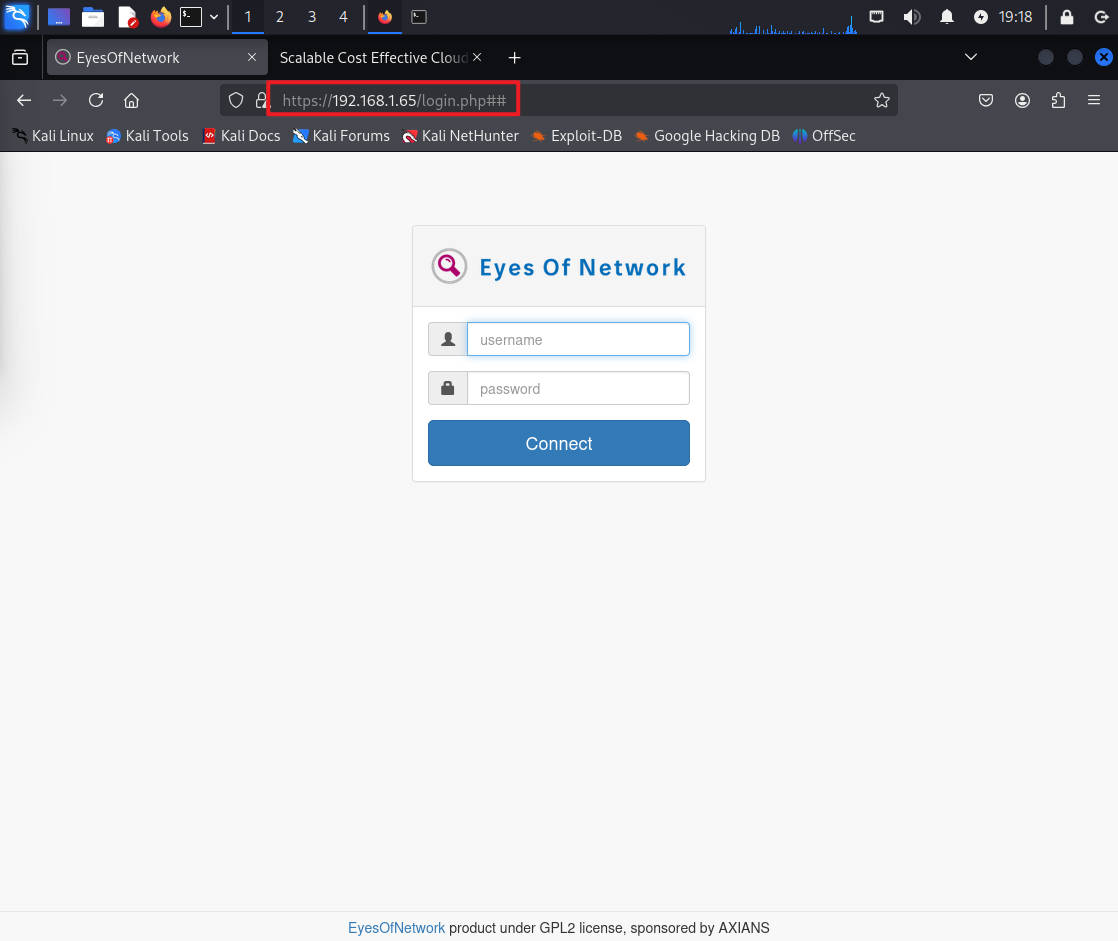 1 2 3 4 19:18
EyesOfNetwork Scalable Cost Effective Cloud
https://192.168.1.65/login.php##
Kali Linux Kali Tools Kali Docs Kali Forums Kali NetHunter Exploit-DB Google Hacking DB OffSec
Eyes Of Network
username
password
Connect
EyesOfNetwork product under GPL2 license, sponsored by AXIANS